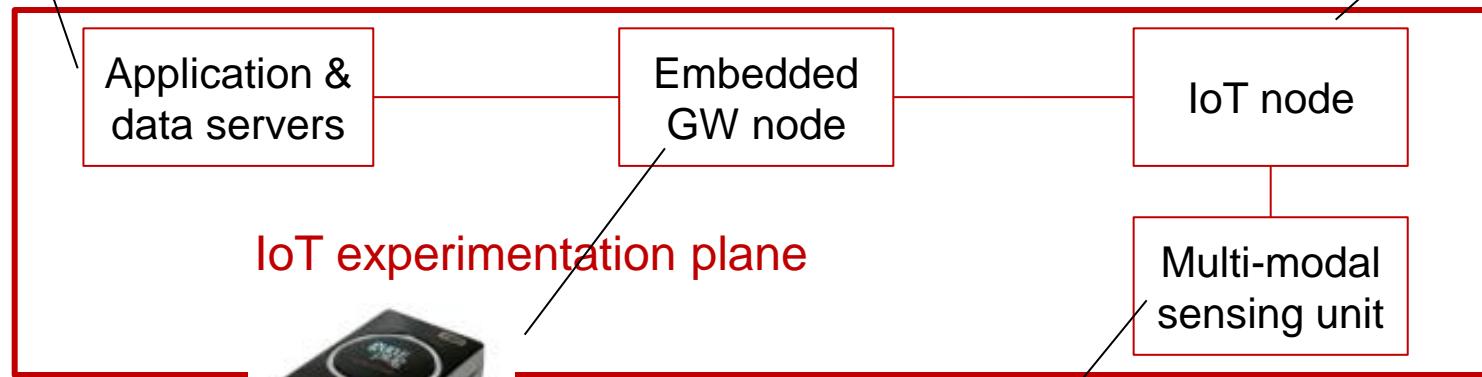 Application &
data servers
Embedded
GW node
IoT node
IoT experimentation plane
Multi-modal
sensing unit